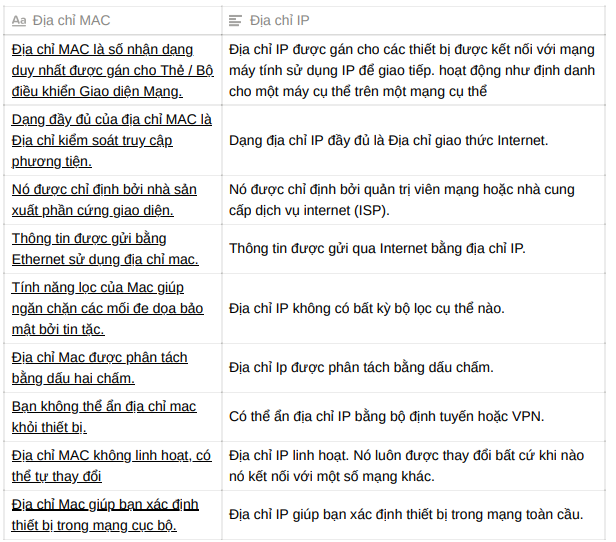 Aa Địa chỉ MAC
Địa chỉ IP
Địa chỉ MAC là số nhận dạng
duy nhất được gán cho Thẻ / Bộ
điều khiển Giao diện Mạng.
Địa chỉ IP được gán cho các thiết bị được kết nối với mạng
máy tính sử dụng IP để giao tiếp. hoạt động như định danh
cho một máy cụ thể trên một mạng cụ thể
Dạng đầy đủ của địa chỉ MAC là
Địa chỉ kiểm soát truy cập
phương tiện.
Dạng địa chỉ IP đầy đủ là Địa chỉ giao thức Internet.
Nó được chỉ định bởi nhà sản
xuất phần cứng giao diện.
Nó được chỉ định bởi quản trị viên mạng hoặc nhà cung
cấp dịch vụ internet (ISP).
Thông tin được gửi bằng
Ethernet sử dụng địa chỉ mac.
Thông tin được gửi qua Internet bằng địa chỉ IP.
Tính năng lọc của Mac giúp
ngăn chặn các mối đe dọa bảo
mật bởi tin tặc.
Địa chỉ IP không có bất kỳ bộ lọc cụ thể nào.
Địa chỉ Mac được phân tách
bằng dấu hai chấm.
Địa chỉ Ip được phân tách bằng dấu chấm.
Bạn không thể ẩn địa chỉ mac
khỏi thiết bị.
Có thể ẩn địa chỉ IP bằng bộ định tuyến hoặc VPN.
Địa chỉ MAC không linh hoạt, có
thể tự thay đổi
Địa chỉ IP linh hoạt. Nó luôn được thay đổi bất cứ khi nào
nó kết nối với một số mạng khác.
Địa chỉ Mac giúp bạn xác định
thiết bị trong mạng cục bộ.
Địa chỉ IP giúp bạn xác định thiết bị trong mạng toàn cầu.